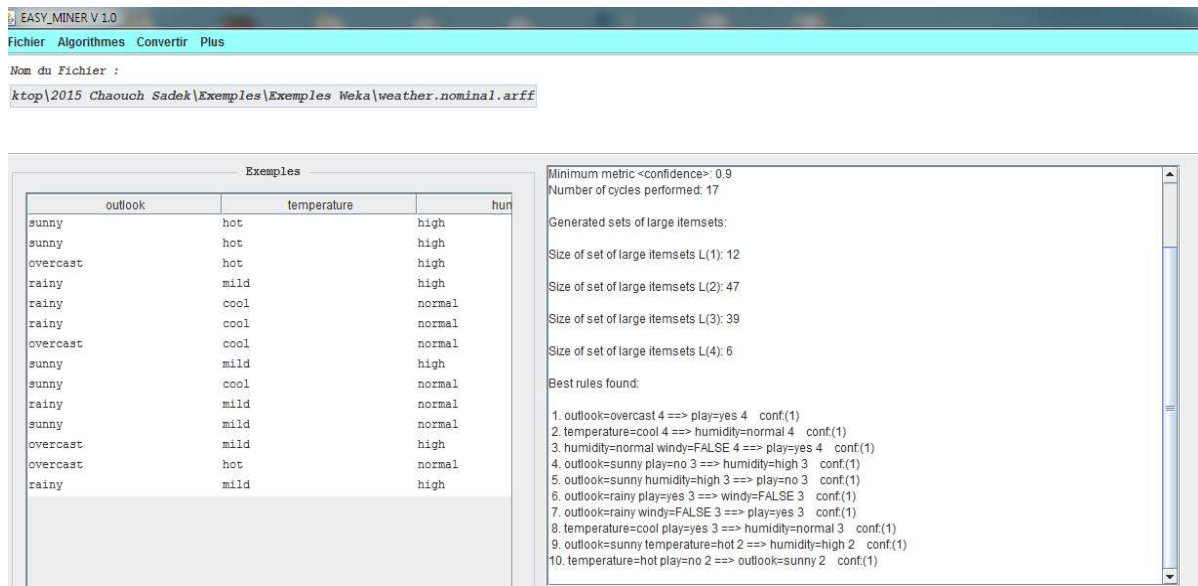 EASY_MINER V 1.0
Fichier Algorithmes Convertir Plus
Nom du Fichier :
ktop\2015 Chaouch Sadek\Exemples\Exemples Weka\weather.nominal.arff
Exemples
outlook temperature hun
sunny hot high
sunny hot high
overcast hot high
rainy mild high
rainy cool normal
rainy cool normal
overcast cool normal
sunny mild high
sunny cool normal
rainy mild normal
sunny mild normal
overcast mild high
overcast hot normal
rainy mild high
Minimum metric <confidence>: 0.9
Number of cycles performed: 17
Generated sets of large itemsets:
Size of set of large itemsets L(1): 12
Size of set of large itemsets L(2): 47
Size of set of large itemsets L(3): 39
Size of set of large itemsets L(4): 6
Best rules found:
1. outlook=overcast 4 ==> play=yes 4 conf:(1)
2. temperature=cool 4 ==> humidity=normal 4 conf:(1)
3. humidity=normal windy=FALSE 4 ==> play=yes 4 conf:(1)
4. outlook=sunny play=no 3 ==> humidity=high 3 conf:(1)
5. outlook=sunny humidity=high 3 ==> play=no 3 conf:(1)
6. outlook=rainy play=yes 3 ==> windy=FALSE 3 conf:(1)
7. outlook=rainy windy=FALSE 3 ==> play=yes 3 conf:(1)
8. temperature=cool play=yes 3 ==> humidity=normal 3 conf:(1)
9. outlook=sunny temperature=hot 2 ==> humidity=high 2 conf:(1)
10. temperature=hot play=no 2 ==> outlook=sunny 2 conf:(1)